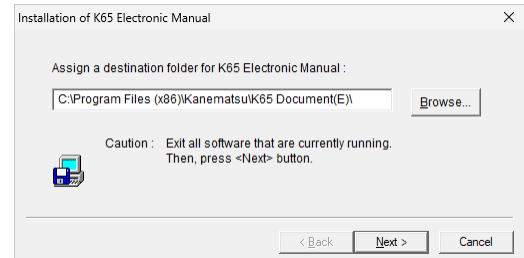 Installation of K65 Electronic Manual
Assign a destination folder for K65 Electronic Manual :
C:\Program Files (x86)\Kanematsu\K65 Document(E)\
Browse...
Caution : Exit all software that are currently running.
Then, press <Next> button.
< Back
Next >
Cancel